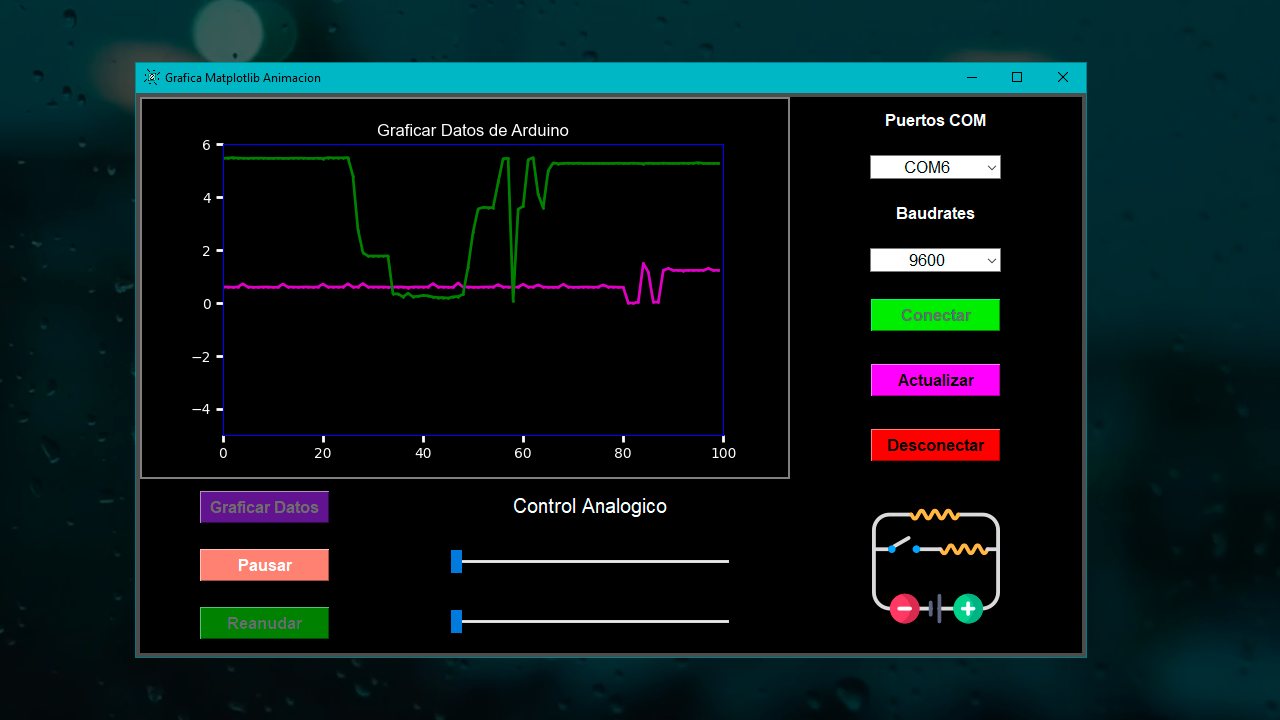 Grafica Matplotlib Animacion
Graficar Datos de Arduino
6
4
2
0
−2
−4
0 20 40 60 80 100
Puertos COM
COM6
Baudrates
9600
Conectar
Actualizar
Desconectar
Graficar Datos
Pausar
Reanudar
Control Analogico